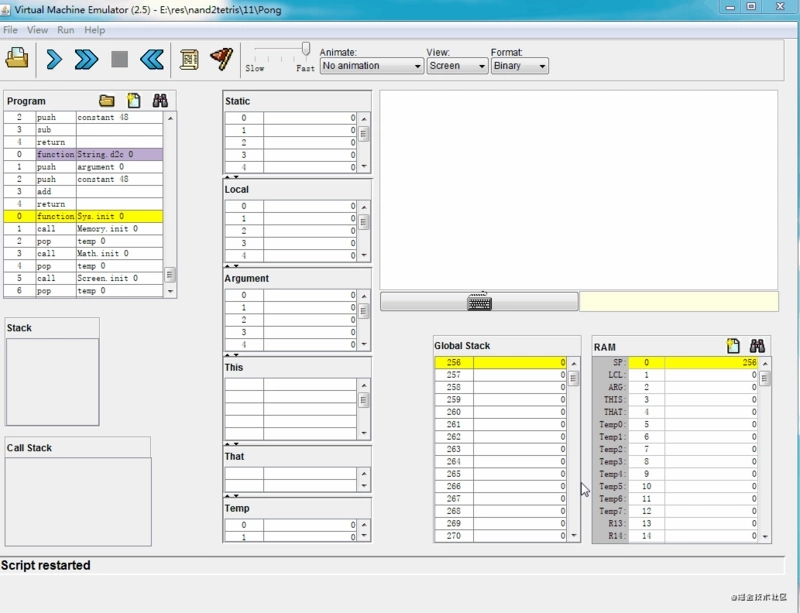 Virtual Machine Emulator (2.5) - E:\res\nand2tetris\11\Pong
File View Run Help
Slow Fast
Animate: View: Format:
No animation Screen Binary
Program
2 push constant 48
3 sub
4 return
0 function String.d2c 0
1 push argument 0
2 push constant 48
3 add
4 return
0 function Sys.init 0
1 call Memory.init 0
2 pop temp 0
3 call Math.init 0
4 pop temp 0
5 call Screen.init 0
6 pop temp 0
Stack
Call Stack
Static
0 0
1 0
2 0
3 0
4 0
Local
0 0
1 0
2 0
3 0
4 0
Argument
0 0
1 0
2 0
3 0
4 0
This
That
Temp
0 0
1 0
Global Stack
256 0
257 0
258 0
259 0
260 0
261 0
262 0
263 0
264 0
265 0
266 0
267 0
268 0
269 0
270 0
RAM
SP: 0 256
LCL: 1 0
ARG: 2 0
THIS: 3 0
THAT: 4 0
Temp0: 5 0
Temp1: 6 0
Temp2: 7 0
Temp3: 8 0
Temp4: 9 0
Temp5: 10 0
Temp6: 11 0
Temp7: 12 0
R13: 13 0
R14: 14 0
Script restarted
@掘金技术社区